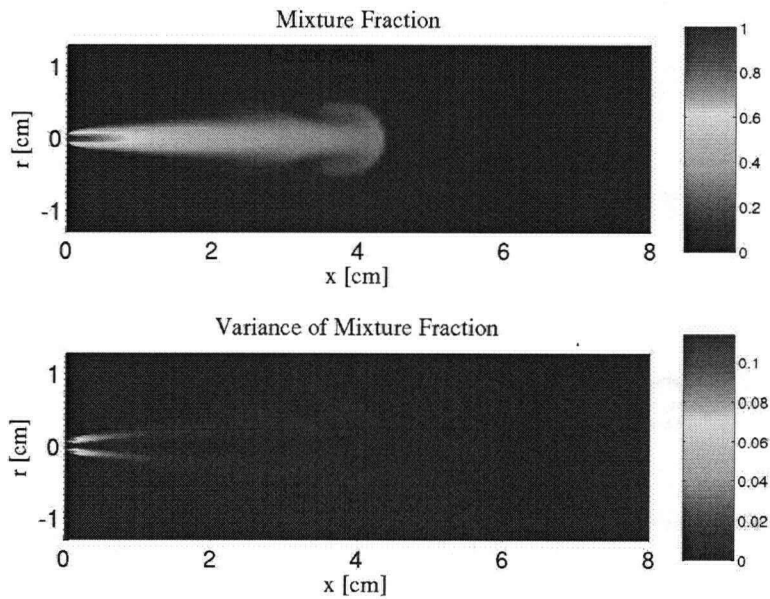 Mixture Fraction
1
0
-1
r [cm]
0 2 4 6 8
x [cm]
1
0.8
0.6
0.4
0.2
0
Variance of Mixture Fraction
1
0
-1
r [cm]
0 2 4 6 8
x [cm]
0.1
0.08
0.06
0.04
0.02
0